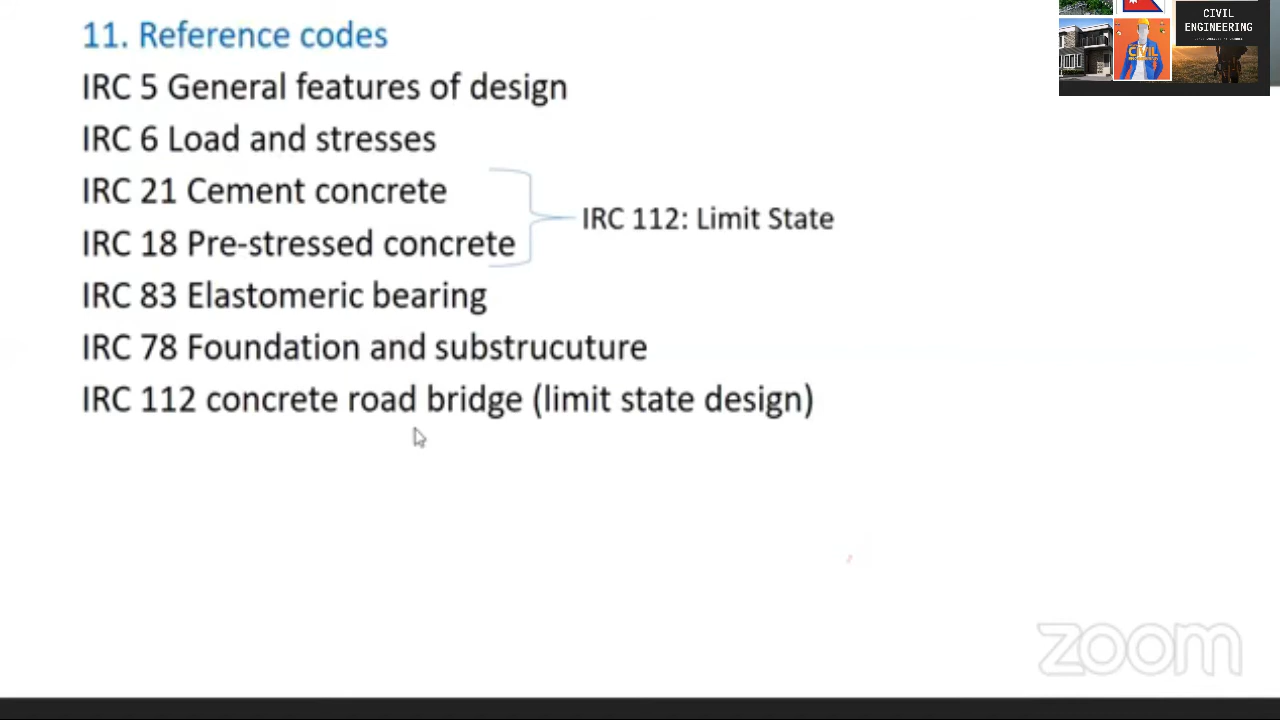 11. Reference codes
IRC 5 General features of design
IRC 6 Load and stresses
IRC 21 Cement concrete
IRC 18 Pre-stressed concrete
IRC 112: Limit State
IRC 83 Elastomeric bearing
IRC 78 Foundation and substrucuture
IRC 112 concrete road bridge (limit state design)
CIVIL
ENGINEERING
CIVIL
zoom